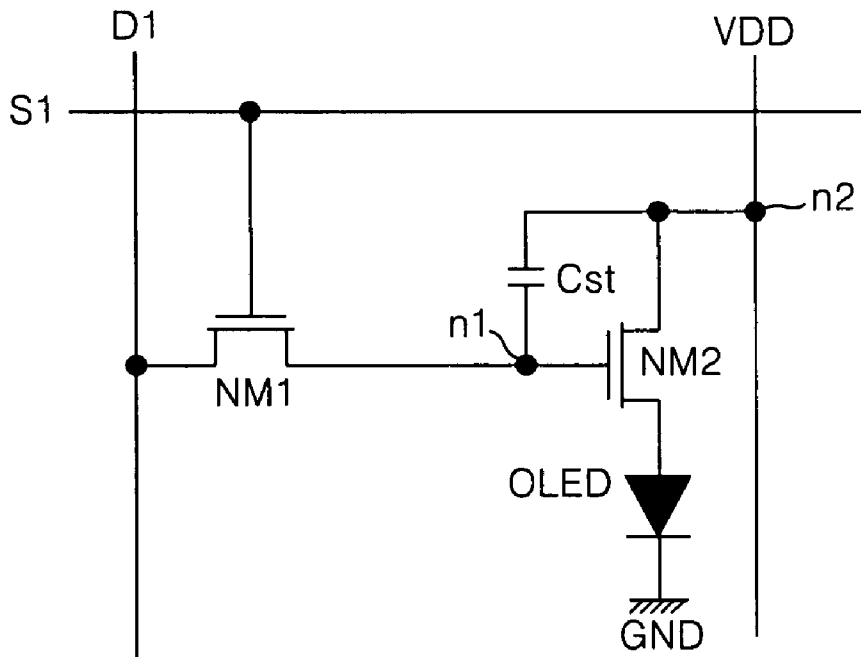 D1
VDD
S1
n2
Cst
n1
NM2
NM1
OLED
GND